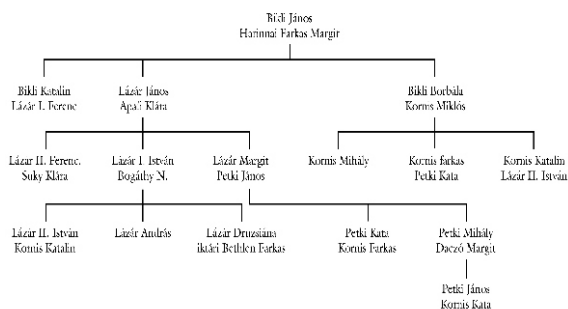 Bikli János
Harinnai Farkas Margit
Bikli Katalin
Lázár I. Ferenc
Lázár János
Apali Klára
Bikli Borbála
Kornis Miklós
Lázár II. Ferenc.
Suky Klára
Lázár I. István
Bogáthy N.
Lázár Margit
Petki János
Kornis Mihály
Kornis farkas
Petki Kata
Kornis Katalin
Lázár II. István
Lázár II. István
Kornis Katalin
Lázár András
Lázár Druzsiána
iktári Bethlen Farkas
Petki Kata
Kornis Farkas
Petki Mihály
Daczó Margit
Petki János
Kornis Kata